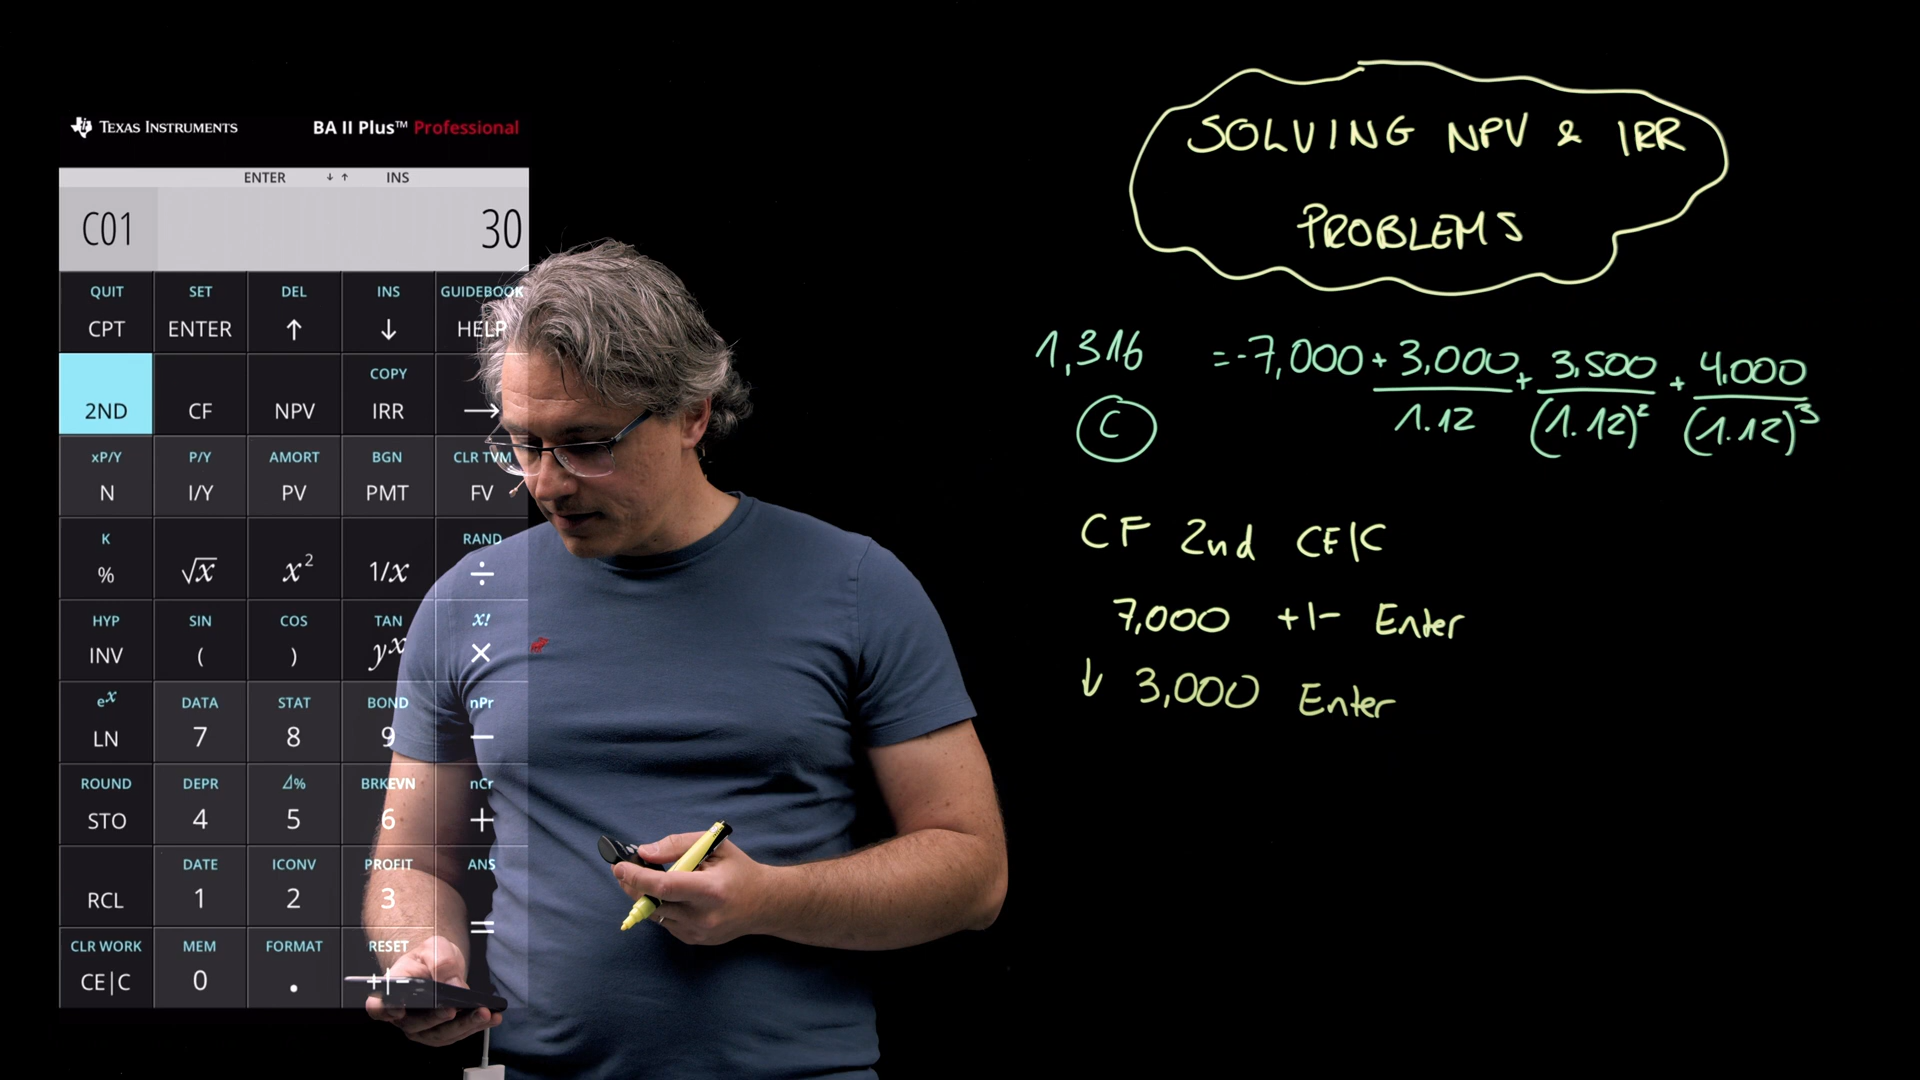 TEXAS INSTRUMENTS BA II Plus™ Professional
ENTER ↓ ↑ INS
C01 30
QUIT SET DEL INS GUIDEBOOK
CPT ENTER ↑ ↓ HELP
COPY
2ND CF NPV IRR →
xP/Y P/Y AMORT BGN CLR TVM
N I/Y PV PMT FV
K RAND
% √x x² 1/x ÷
HYP SIN COS TAN x!
INV ( ) yˣ ×
eˣ DATA STAT BOND nPr
LN 7 8 9 −
ROUND DEPR Δ% BRKEVN nCr
STO 4 5 6 +
DATE ICONV PROFIT ANS
RCL 1 2 3 =
CLR WORK MEM FORMAT RESET
CE|C 0 . +|−
SOLVING NPV & IRR
PROBLEMS
1,316 = -7,000 + 3,000/1.12 + 3,500/(1.12)² + 4,000/(1.12)³
C
CF 2nd CE|C
7,000 +|− Enter
↓ 3,000 Enter